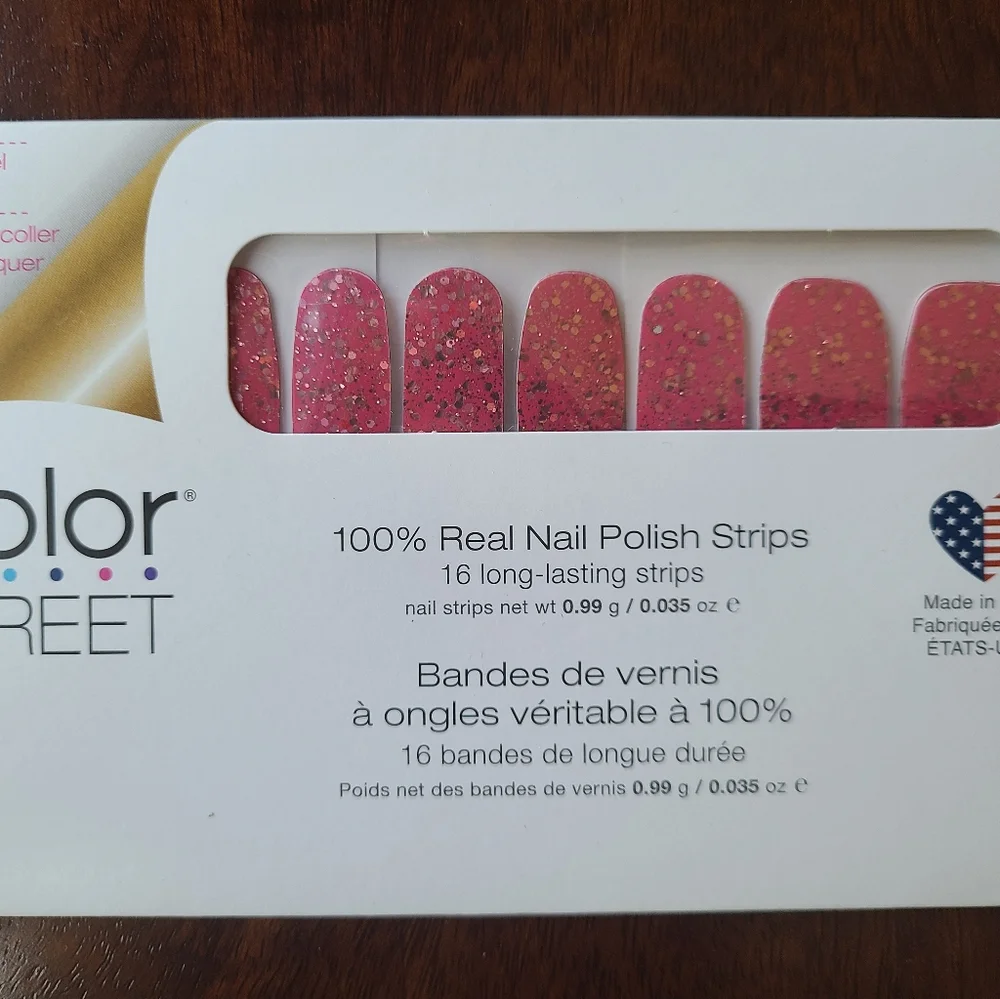 el
coller
quer
olor®
REET
100% Real Nail Polish Strips
16 long-lasting strips
nail strips net wt 0.99 g / 0.035 oz ℮
Bandes de vernis
à ongles véritable à 100%
16 bandes de longue durée
Poids net des bandes de vernis 0.99 g / 0.035 oz ℮
Made in
Fabriquée
ÉTATS-U